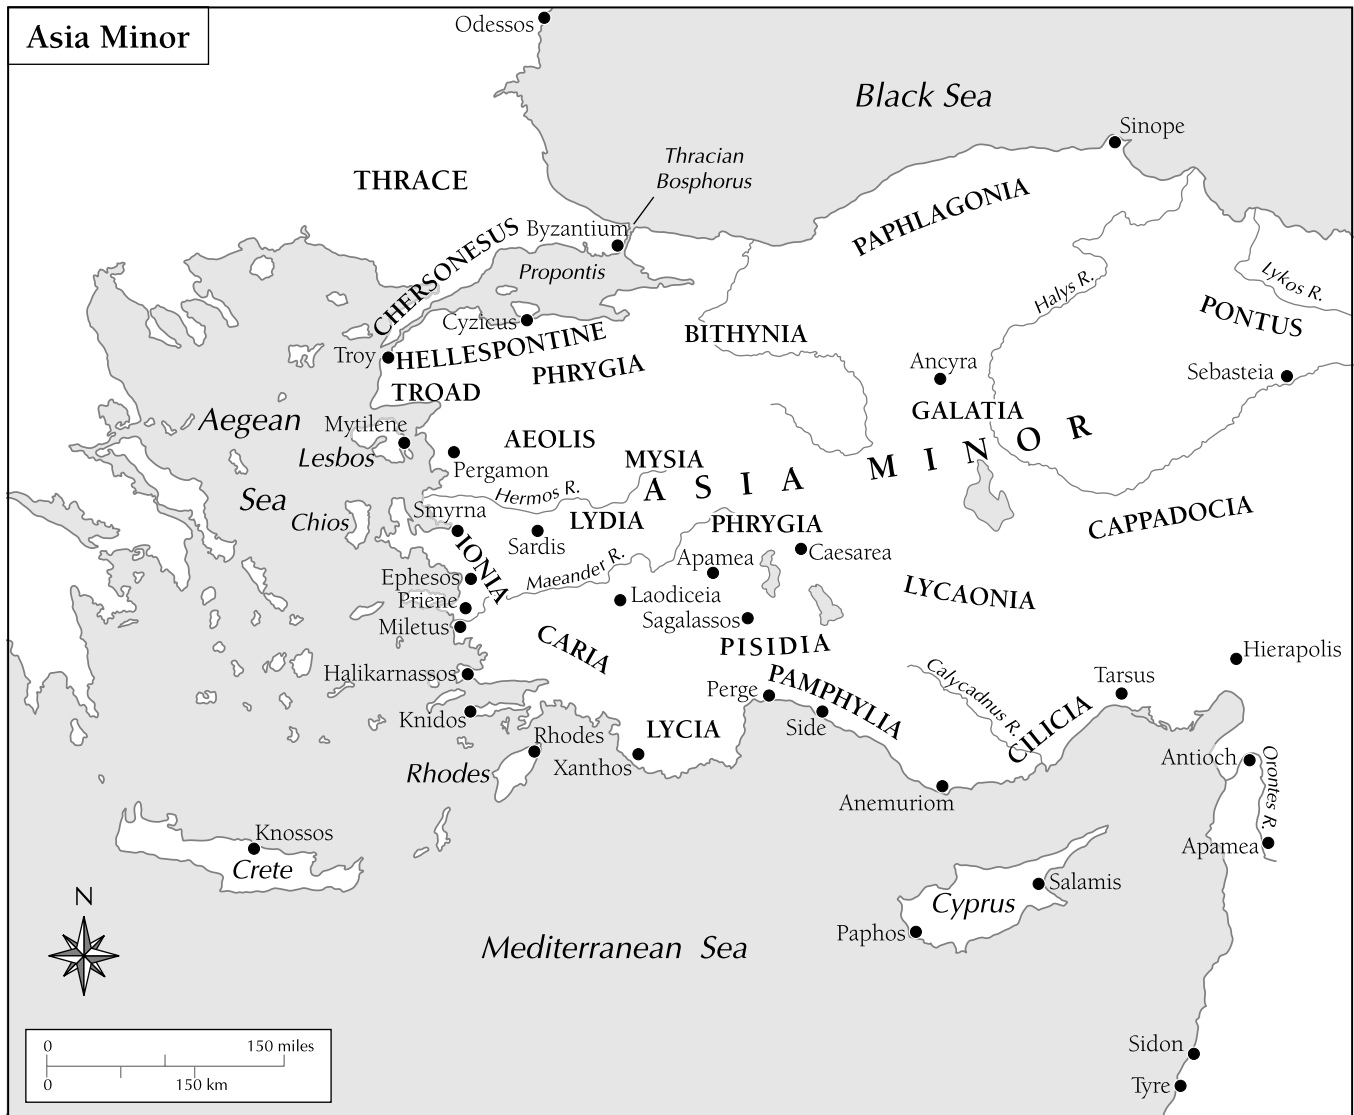 Asia Minor
Odessos
Black Sea
Sinope
Thracian
Bosphorus
THRACE
PAPHLAGONIA
Byzantium
CHERSONESUS
Propontis
Halys R.
Lykos R.
PONTUS
Cyzicus
HELLESPONTINE
PHRYGIA
BITHYNIA
Troy
TROAD
Ancyra
GALATIA
Sebasteia
Aegean
Sea
Mytilene
Lesbos
AEOLIS
Pergamon
MYSIA
ASIA MINOR
Hermos R.
Chios
Smyrna
LYDIA
Sardis
PHRYGIA
CAPPADOCIA
IONIA
Maeander R.
Apamea
Caesarea
Ephesos
Priene
Laodiceia
LYCAONIA
Miletus
Sagalassos
CARIA
PISIDIA
Hierapolis
Halikarnassos
Perge
PAMPHYLIA
Calycadnus R.
Tarsus
Knidos
LYCIA
Side
CILICIA
Rhodes
Rhodes
Xanthos
Antioch
Orontes R.
Anemuriom
Knossos
Crete
Apamea
Salamis
Cyprus
Paphos
N
Mediterranean Sea
0 150 miles
0 150 km
Sidon
Tyre